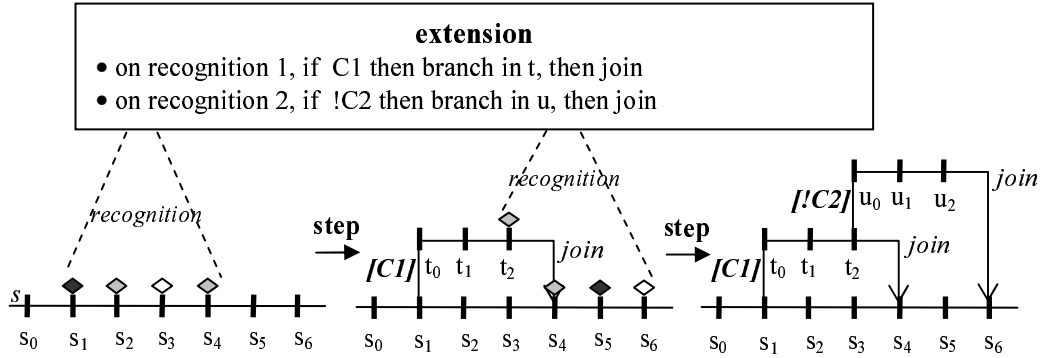 extension
• on recognition 1, if C1 then branch in t, then join
• on recognition 2, if !C2 then branch in u, then join
recognition
s
s0 s1 s2 s3 s4 s5 s6
step
recognition
[C1] t0 t1 t2 join
s0 s1 s2 s3 s4 s5 s6
step
[!C2] u0 u1 u2 join
[C1] t0 t1 t2 join
s0 s1 s2 s3 s4 s5 s6